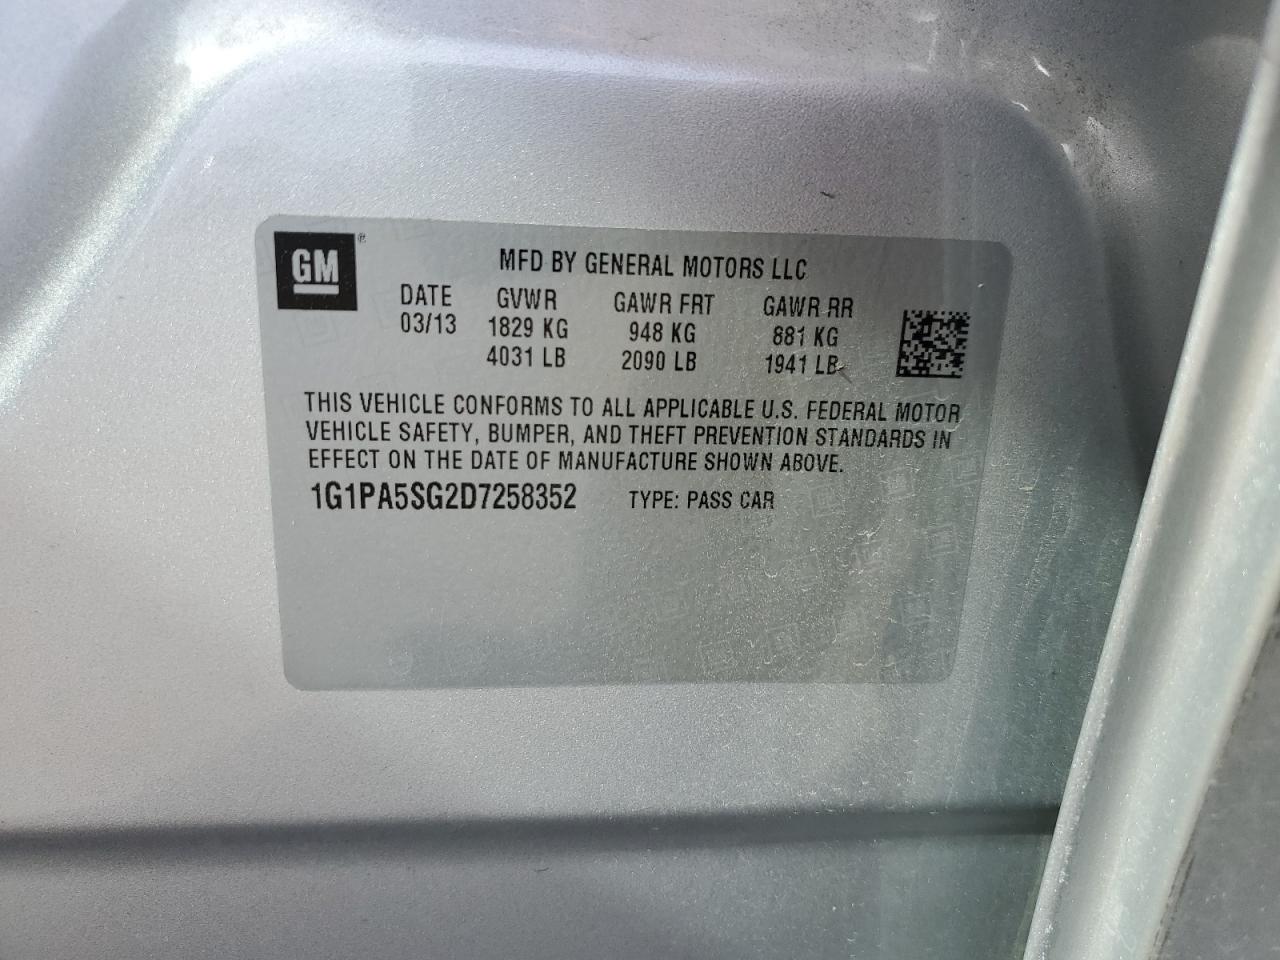 GM ®
MFD BY GENERAL MOTORS LLC
DATE GVWR GAWR FRT GAWR RR
03/13 1829 KG 948 KG 881 KG
4031 LB 2090 LB 1941 LB
THIS VEHICLE CONFORMS TO ALL APPLICABLE U.S. FEDERAL MOTOR
VEHICLE SAFETY, BUMPER, AND THEFT PREVENTION STANDARDS IN
EFFECT ON THE DATE OF MANUFACTURE SHOWN ABOVE.
1G1PA5SG2D7258352 TYPE: PASS CAR